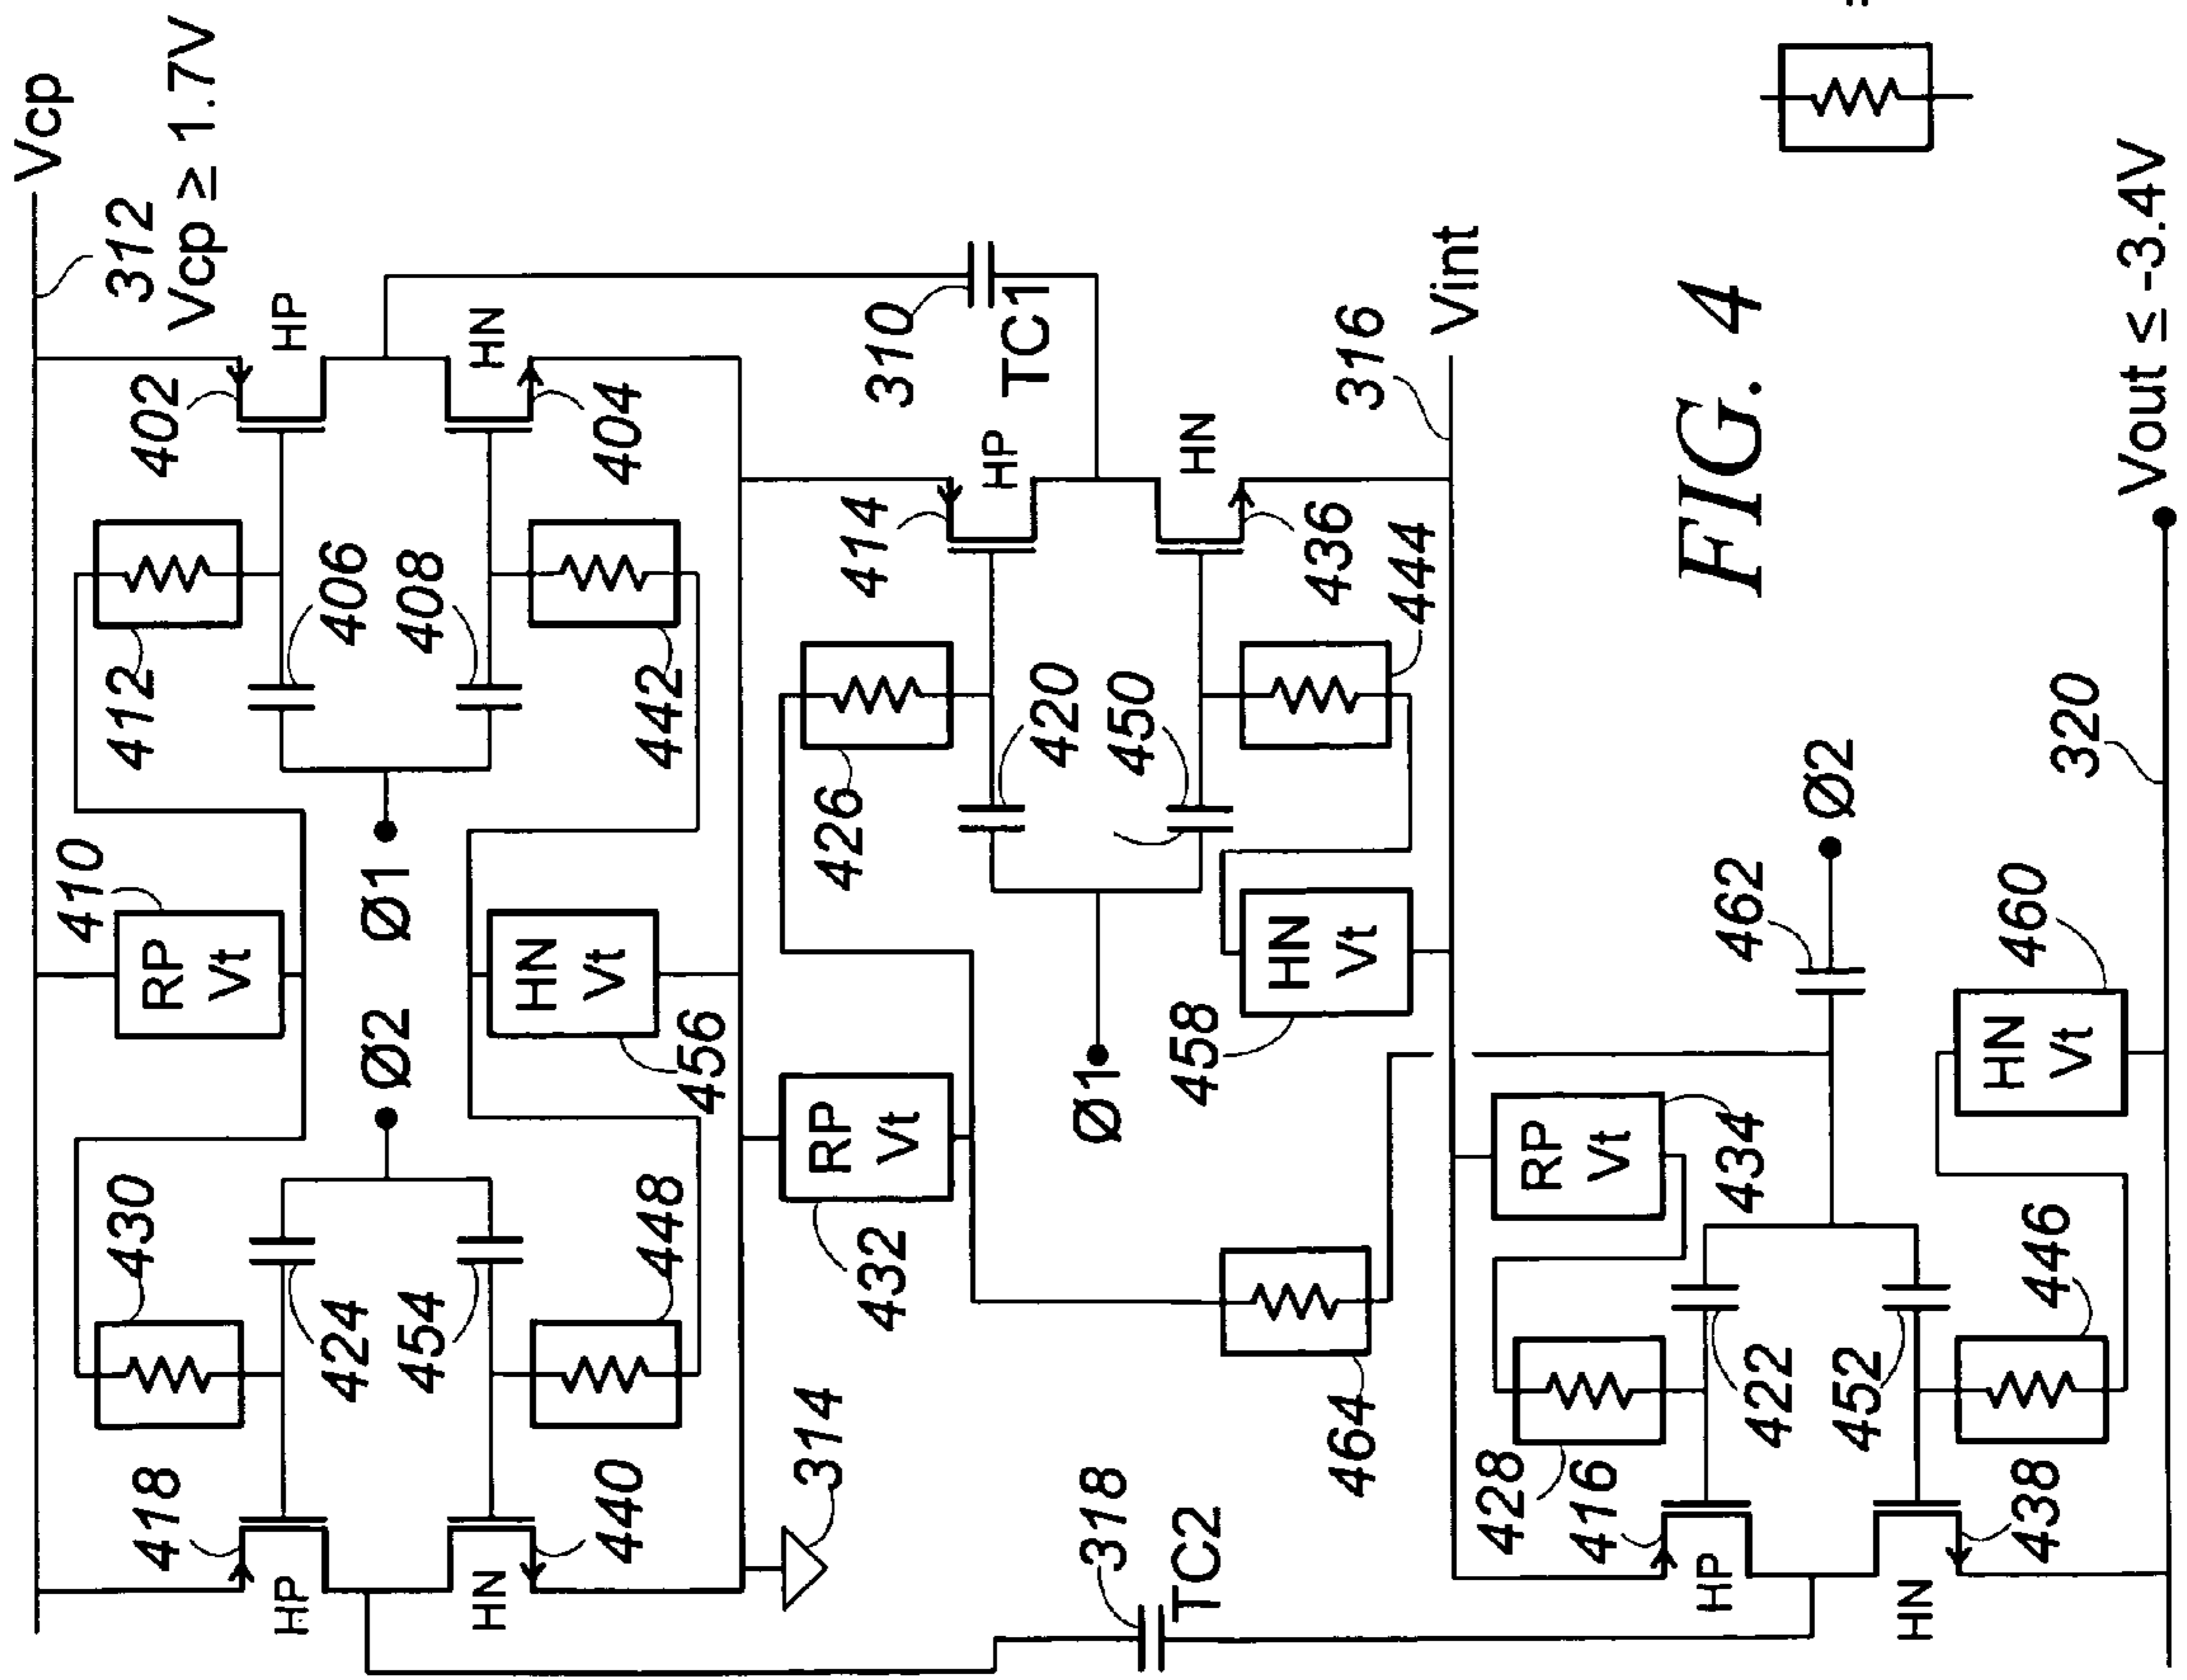 Vcp
312
Vcp ≥ 1.7V
410
RP
Vt
430
412
418
HP
402
HP
424
Ø2
Ø1
406
454
408
440
HN
448
HN
Vt
456
442
404
HN
314
310
TC1
432
RP
Vt
426
414
HP
420
Ø1
450
HN
Vt
458
436
HN
444
318
TC2
464
316
Vint
428
RP
Vt
434
416
HP
422
462
Ø2
452
446
HN
Vt
460
438
HN
320
Vout ≤ -3.4V
FIG. 4
=